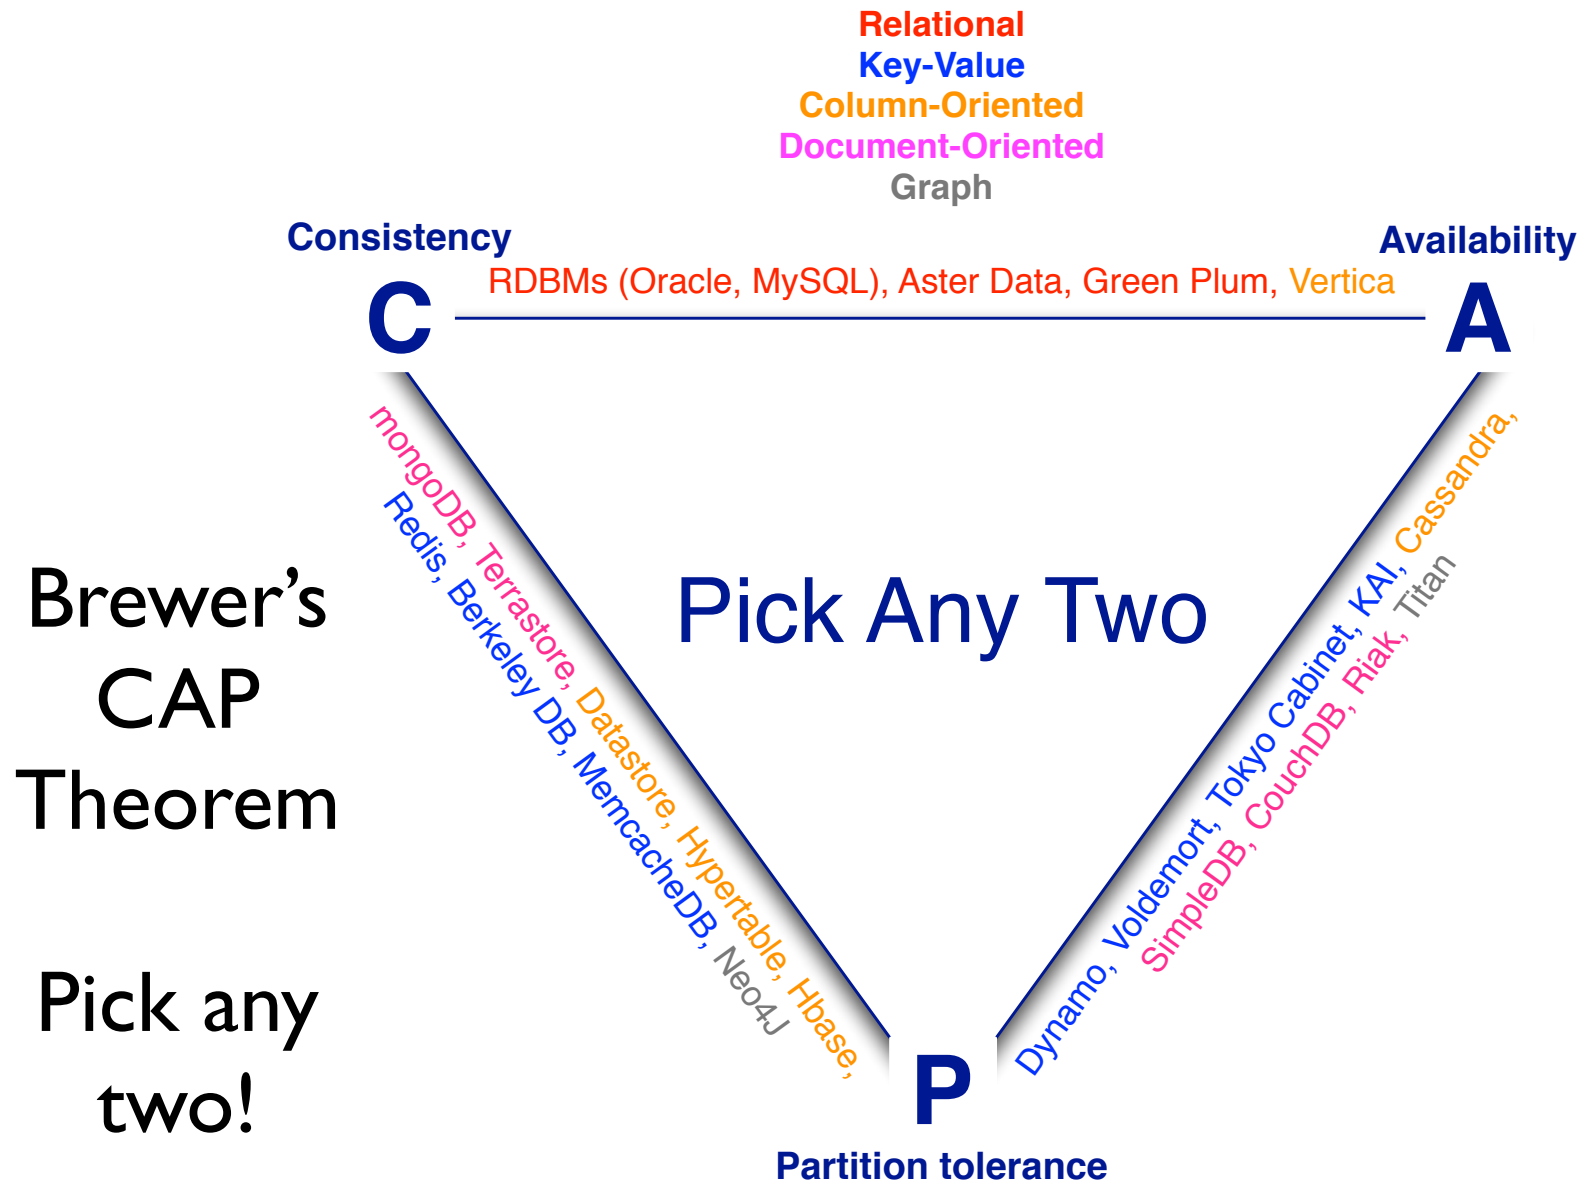 Relational
Key-Value
Column-Oriented
Document-Oriented
Graph
Consistency
Availability
C
RDBMs (Oracle, MySQL), Aster Data, Green Plum, Vertica
A
mongoDB, Terrastore, Datastore, Hypertable, Hbase,
Redis, Berkeley DB, MemcacheDB, Neo4J
Pick Any Two
Dynamo, Voldemort, Tokyo Cabinet, KAI, Cassandra,
SimpleDB, CouchDB, Riak, Titan
Brewer’s
CAP
Theorem
Pick any
two!
P
Partition tolerance